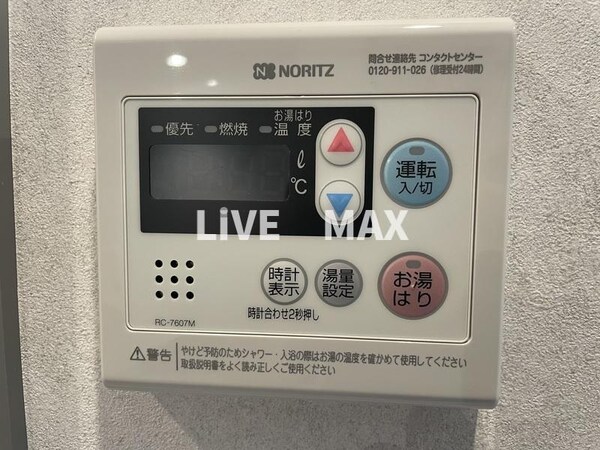 NORITZ
問合せ連絡先 コンタクトセンター
0120-911-026（修理受付24時間）
お湯はり
優先 燃焼 温度
ℓ
℃
運転
入/切
LiVE MAX
時計
表示
湯量
設定
お湯
はり
時計合わせ2秒押し
RC-7607M
警告
やけど予防のためシャワー・入浴の際はお湯の温度を確かめて使用してください
取扱説明書をよく読み正しくご使用ください